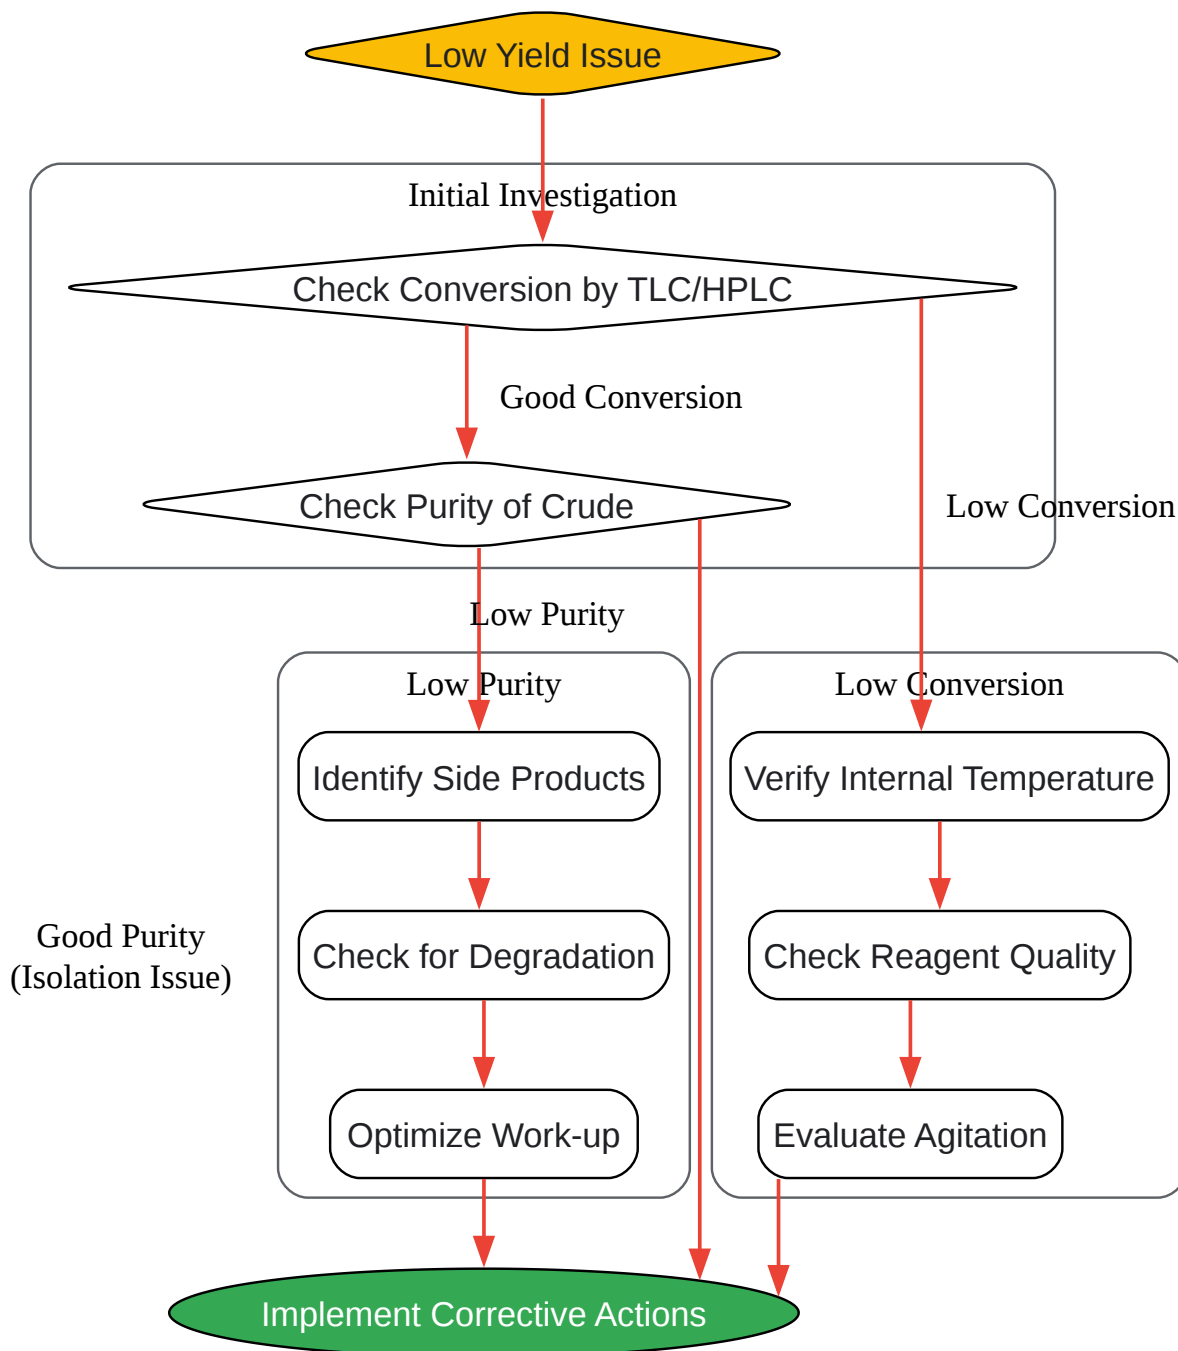 Low Yield Issue
Initial Investigation
Check Conversion by TLC/HPLC
Good Conversion
Check Purity of Crude
Low Conversion
Low Purity
Low Purity
Low Conversion
Identify Side Products
Verify Internal Temperature
Good Purity
(Isolation Issue)
Check for Degradation
Check Reagent Quality
Optimize Work-up
Evaluate Agitation
Implement Corrective Actions